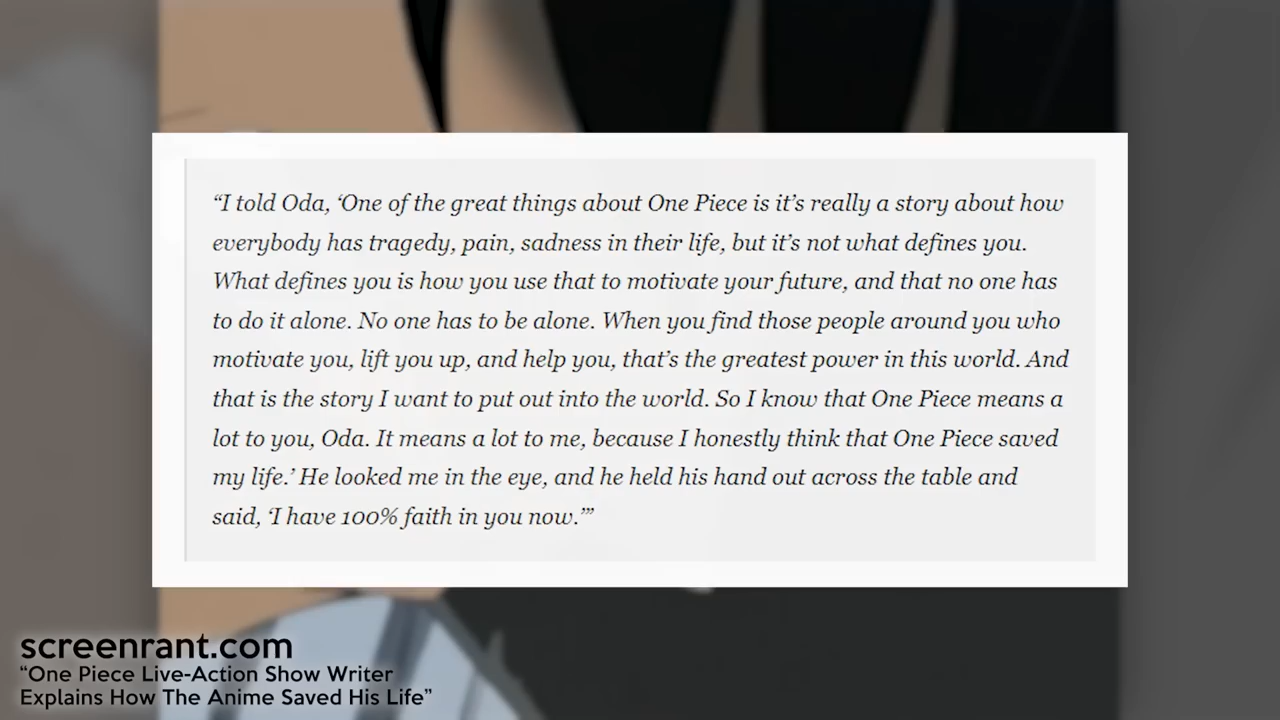 “I told Oda, ‘One of the great things about One Piece is it’s really a story about how
everybody has tragedy, pain, sadness in their life, but it’s not what defines you.
What defines you is how you use that to motivate your future, and that no one has
to do it alone. No one has to be alone. When you find those people around you who
motivate you, lift you up, and help you, that’s the greatest power in this world. And
that is the story I want to put out into the world. So I know that One Piece means a
lot to you, Oda. It means a lot to me, because I honestly think that One Piece saved
my life.’ He looked me in the eye, and he held his hand out across the table and
said, ‘I have 100% faith in you now.’”
screenrant.com
“One Piece Live-Action Show Writer
Explains How The Anime Saved His Life”